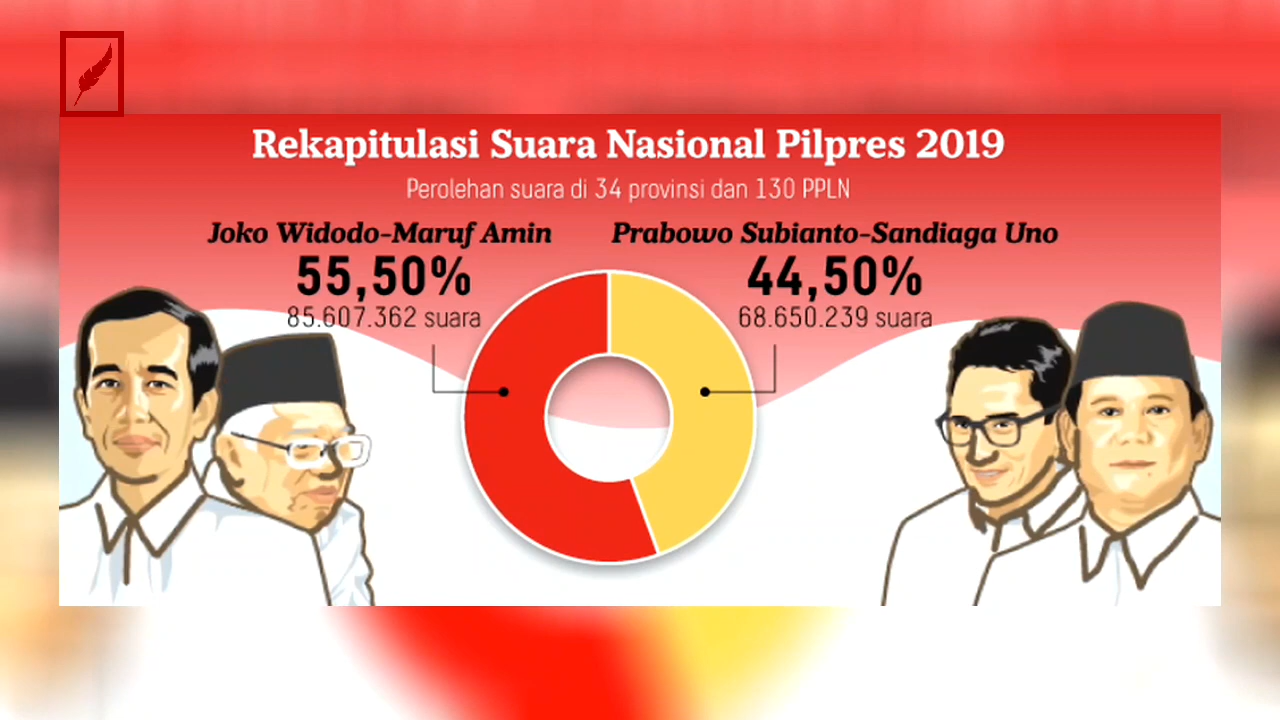 Rekapitulasi Suara Nasional Pilpres 2019
Perolehan suara di 34 provinsi dan 130 PPLN
Joko Widodo-Maruf Amin
55,50%
85.607.362 suara
Prabowo Subianto-Sandiaga Uno
44,50%
68.650.239 suara